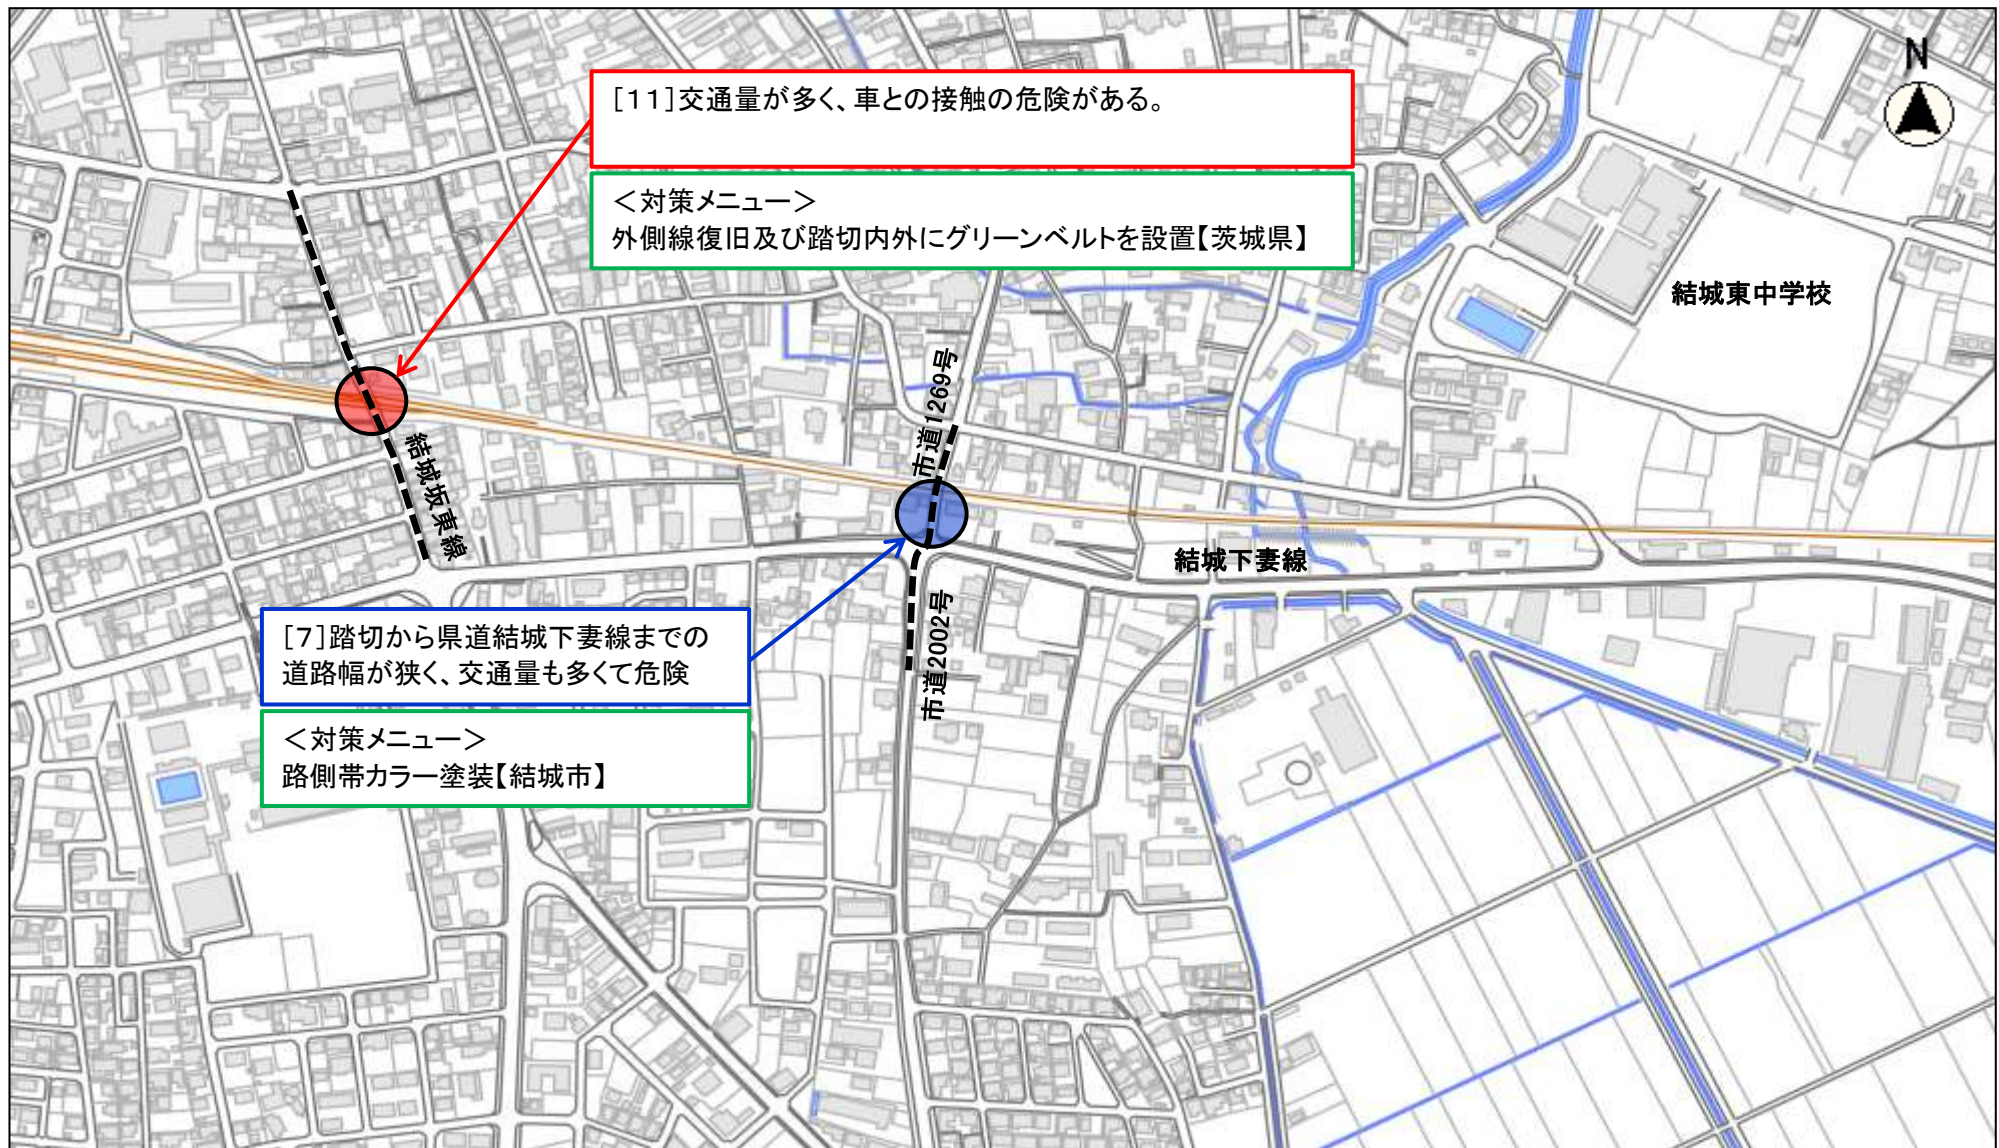 N
[11]交通量が多く、車との接触の危険がある。
＜対策メニュー＞
外側線復旧及び踏切内外にグリーンベルトを設置【茨城県】
結城東中学校
市道1269号
結城坂東線
結城下妻線
市道2002号
[7]踏切から県道結城下妻線までの
道路幅が狭く、交通量も多くて危険
＜対策メニュー＞
路側帯カラー塗装【結城市】